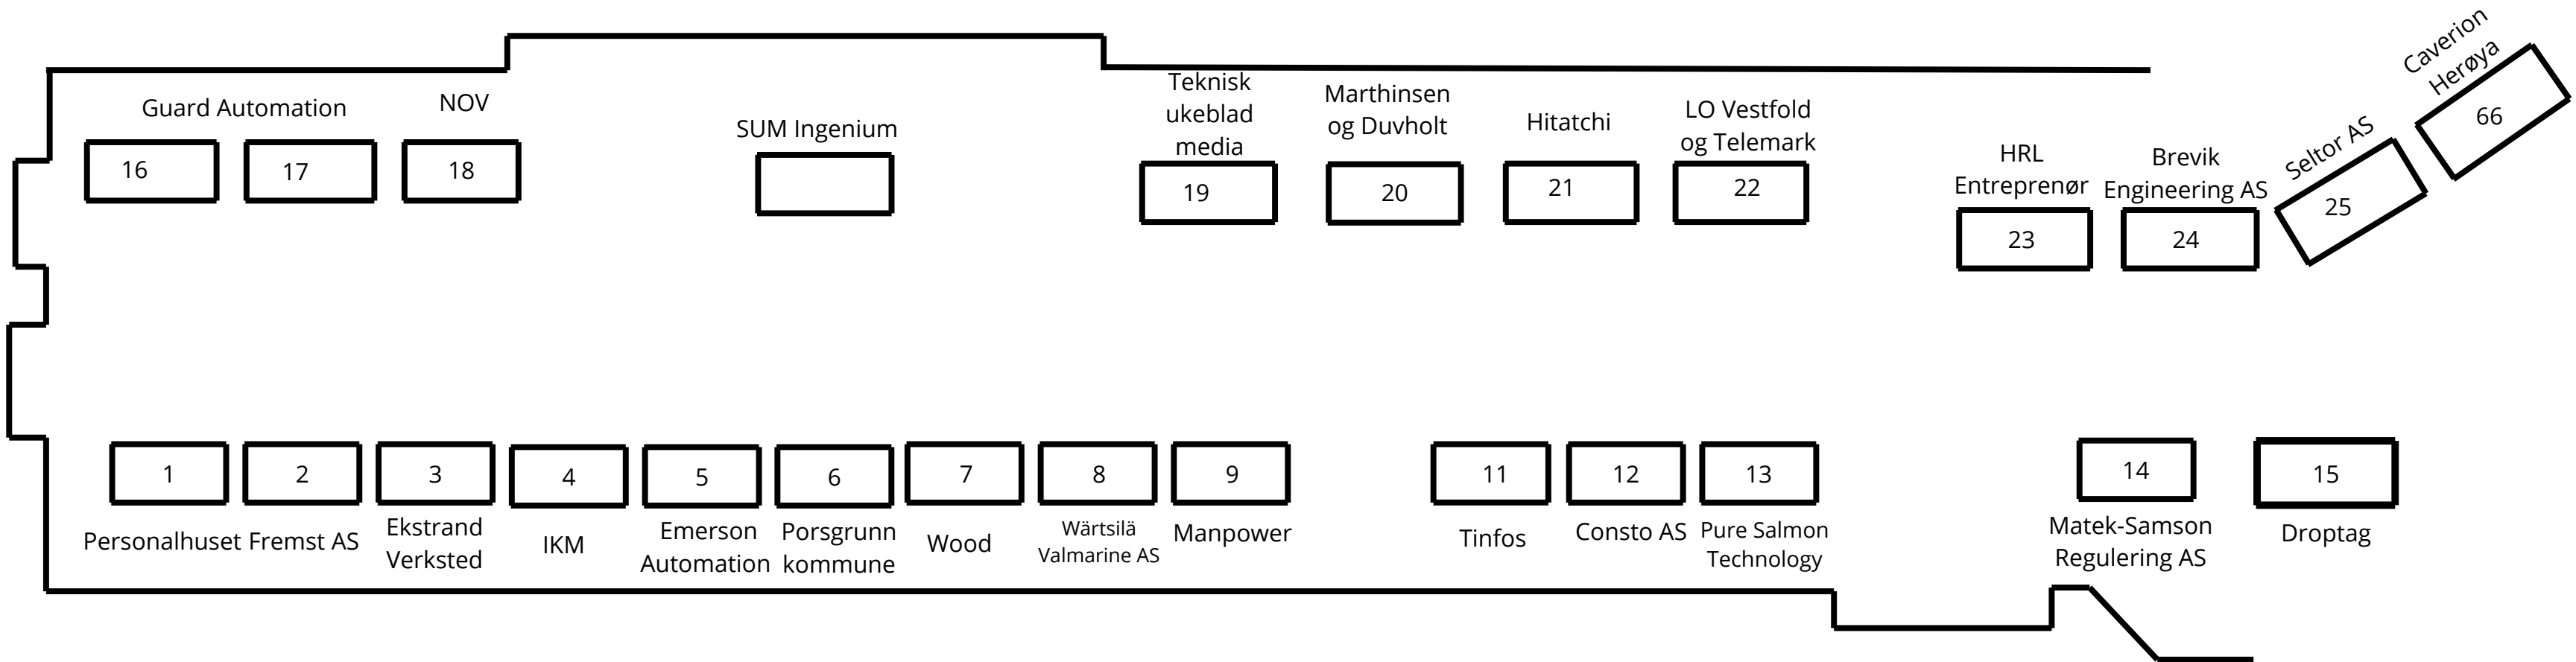 Caverion
Herøya
66
Seltor AS
25
Guard Automation
16
17
NOV
18
SUM Ingenium
Teknisk
ukeblad
media
19
Marthinsen
og Duvholt
20
Hitatchi
21
LO Vestfold
og Telemark
22
HRL
Entreprenør
23
Brevik
Engineering AS
24
1
Personalhuset
2
Fremst AS
3
Ekstrand
Verksted
4
IKM
5
Emerson
Automation
6
Porsgrunn
kommune
7
Wood
8
Wärtsilä
Valmarine AS
9
Manpower
11
Tinfos
12
Consto AS
13
Pure Salmon
Technology
14
Matek-Samson
Regulering AS
15
Droptag